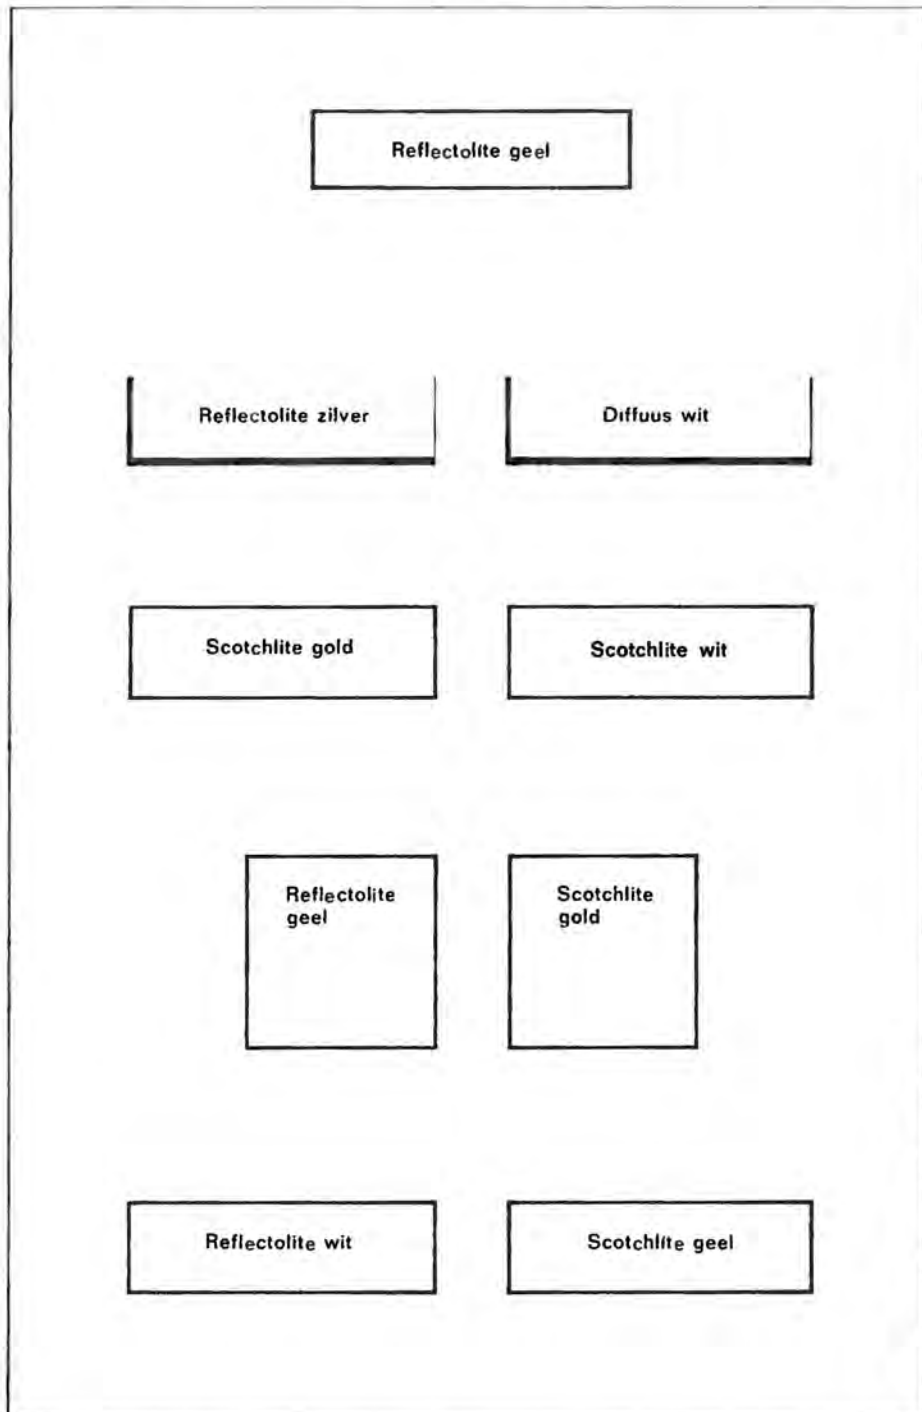 Reflectolite geel
Reflectolite zilver
Diffuus wit
Scotchlite gold
Scotchlite wit
Reflectolite
geel
Scotchlite
gold
Reflectolite wit
Scotchlite geel